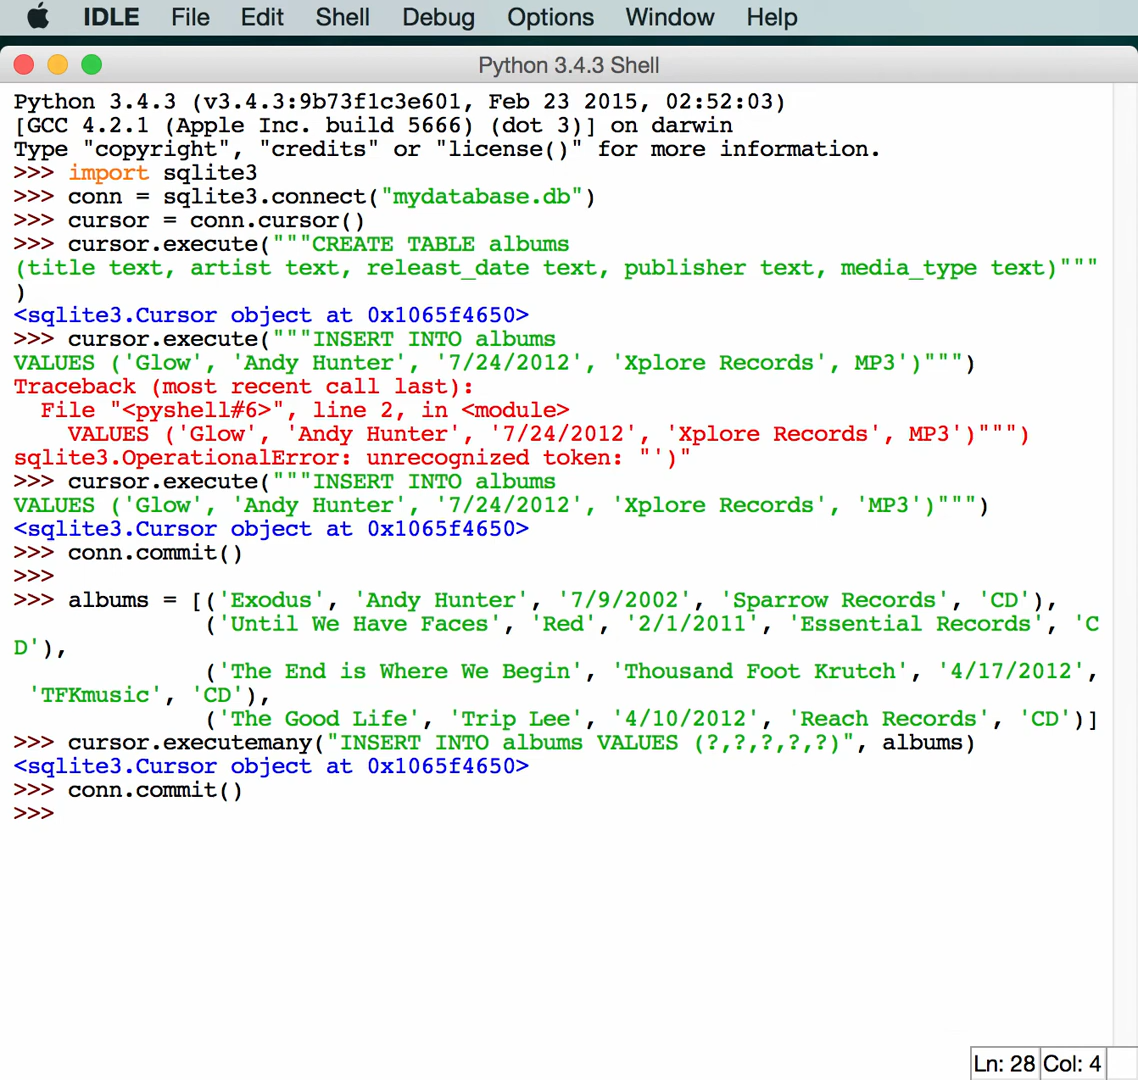 IDLE File Edit Shell Debug Options Window Help
Python 3.4.3 Shell
Python 3.4.3 (v3.4.3:9b73f1c3e601, Feb 23 2015, 02:52:03)
[GCC 4.2.1 (Apple Inc. build 5666) (dot 3)] on darwin
Type "copyright", "credits" or "license()" for more information.
>>> import sqlite3
>>> conn = sqlite3.connect("mydatabase.db")
>>> cursor = conn.cursor()
>>> cursor.execute("""CREATE TABLE albums
(title text, artist text, releast_date text, publisher text, media_type text)"""
)
<sqlite3.Cursor object at 0x1065f4650>
>>> cursor.execute("""INSERT INTO albums
VALUES ('Glow', 'Andy Hunter', '7/24/2012', 'Xplore Records', MP3')""")
Traceback (most recent call last):
  File "<pyshell#6>", line 2, in <module>
    VALUES ('Glow', 'Andy Hunter', '7/24/2012', 'Xplore Records', MP3')""")
sqlite3.OperationalError: unrecognized token: "')"
>>> cursor.execute("""INSERT INTO albums
VALUES ('Glow', 'Andy Hunter', '7/24/2012', 'Xplore Records', 'MP3')""")
<sqlite3.Cursor object at 0x1065f4650>
>>> conn.commit()
>>>
>>> albums = [('Exodus', 'Andy Hunter', '7/9/2002', 'Sparrow Records', 'CD'),
              ('Until We Have Faces', 'Red', '2/1/2011', 'Essential Records', 'C
D'),
              ('The End is Where We Begin', 'Thousand Foot Krutch', '4/17/2012',
 'TFKmusic', 'CD'),
              ('The Good Life', 'Trip Lee', '4/10/2012', 'Reach Records', 'CD')]
>>> cursor.executemany("INSERT INTO albums VALUES (?,?,?,?,?)", albums)
<sqlite3.Cursor object at 0x1065f4650>
>>> conn.commit()
>>>
Ln: 28 Col: 4